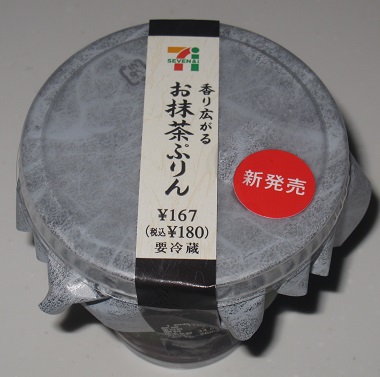 SEVEN&i
香り広がる
お抹茶ぷりん
¥167
(税込¥180)
要冷蔵
新発売